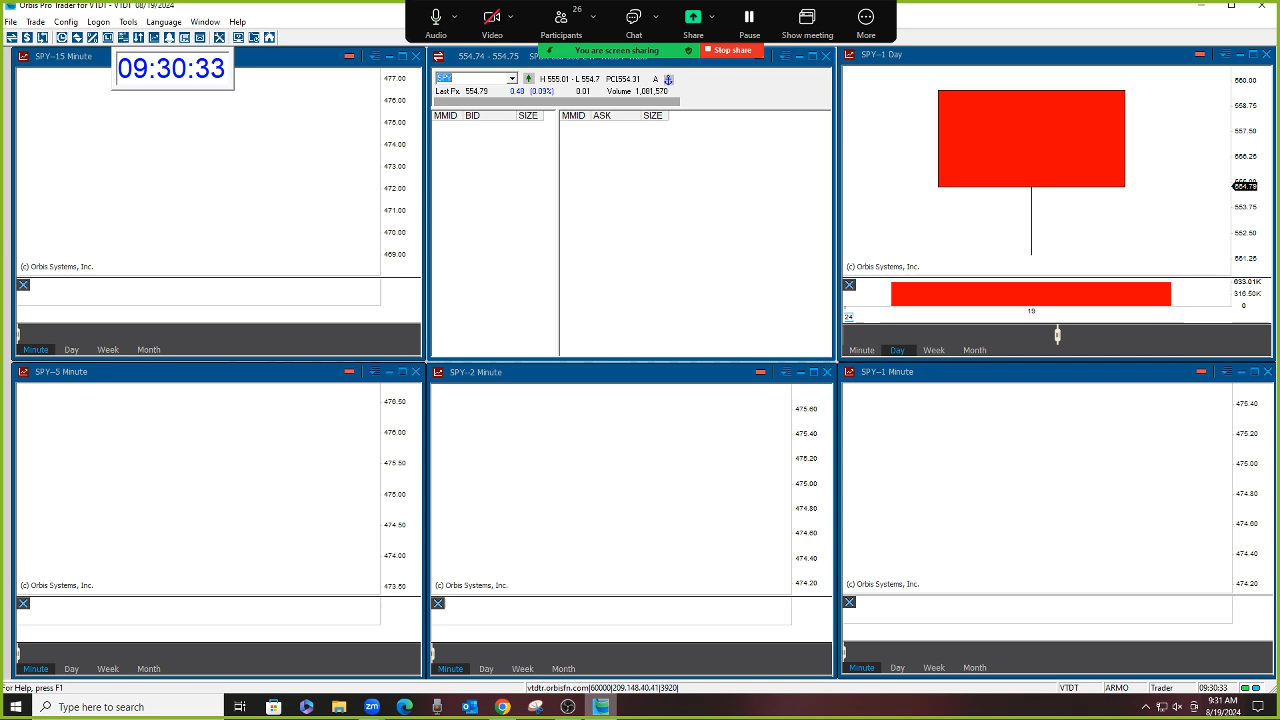 Orbis Pro Trader for VTDT - VTDT 08/19/2024
File Trader Config Logon Tools Language Window Help
26
Audio Video Participants Chat Share Pause Show meeting More
You are screen sharing Stop share
09:30:33
SPY--15 Minute
477.00
476.00
475.00
474.00
473.00
472.00
471.00
470.00
469.00
(c) Orbis Systems, Inc.
Minute Day Week Month
554.74 - 554.75
SPY H 555.01 - L 554.7 PCL554.31 A
Last Px. 554.79 0.48 (0.09%) 0.01 Volume 1,081,570
MMID BID SIZE MMID ASK SIZE
SPY--1 Day
560.00
558.75
557.50
556.25
554.79
553.75
552.50
551.25
(c) Orbis Systems, Inc.
633.01K
316.50K
0
19
24
Minute Day Week Month
SPY--5 Minute
476.50
476.00
475.50
475.00
474.50
474.00
473.50
(c) Orbis Systems, Inc.
Minute Day Week Month
SPY--2 Minute
475.60
475.40
475.20
475.00
474.80
474.60
474.40
474.20
(c) Orbis Systems, Inc.
Minute Day Week Month
SPY--1 Minute
475.40
475.20
475.00
474.60
474.40
474.20
(c) Orbis Systems, Inc.
Minute Day Week Month
For Help, press F1 vtdtr.orbisfn.com|60000|209.148.40.41|3920| VTDT ARMO Trader 09:30:33
Type here to search
9:31 AM
8/19/2024